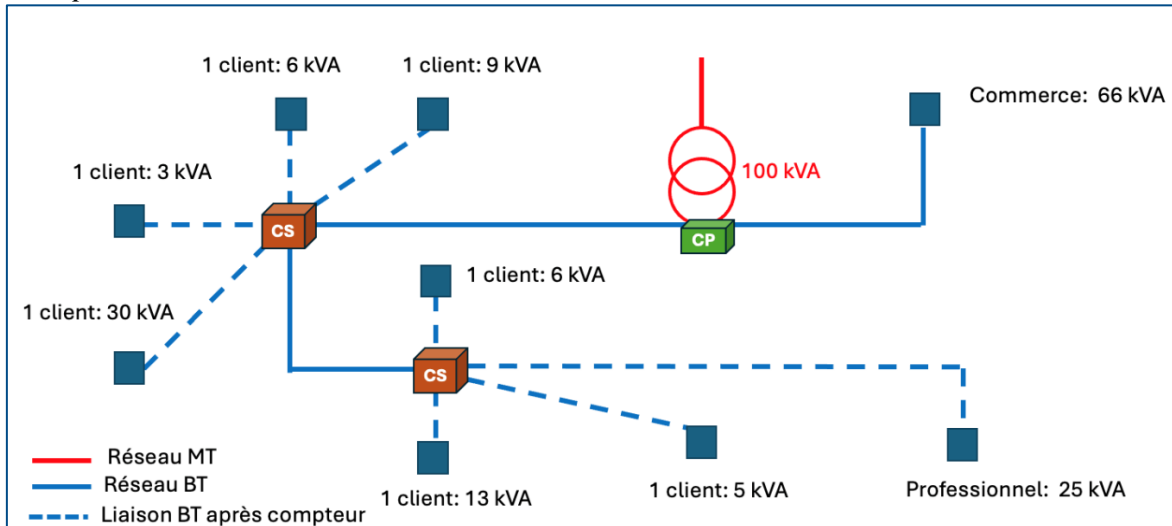 1 client: 6 kVA
1 client: 9 kVA
Commerce: 66 kVA
1 client: 3 kVA
100 kVA
CS
CP
1 client: 6 kVA
1 client: 30 kVA
CS
Réseau MT
Réseau BT
1 client: 13 kVA
1 client: 5 kVA
Professionnel: 25 kVA
Liaison BT après compteur